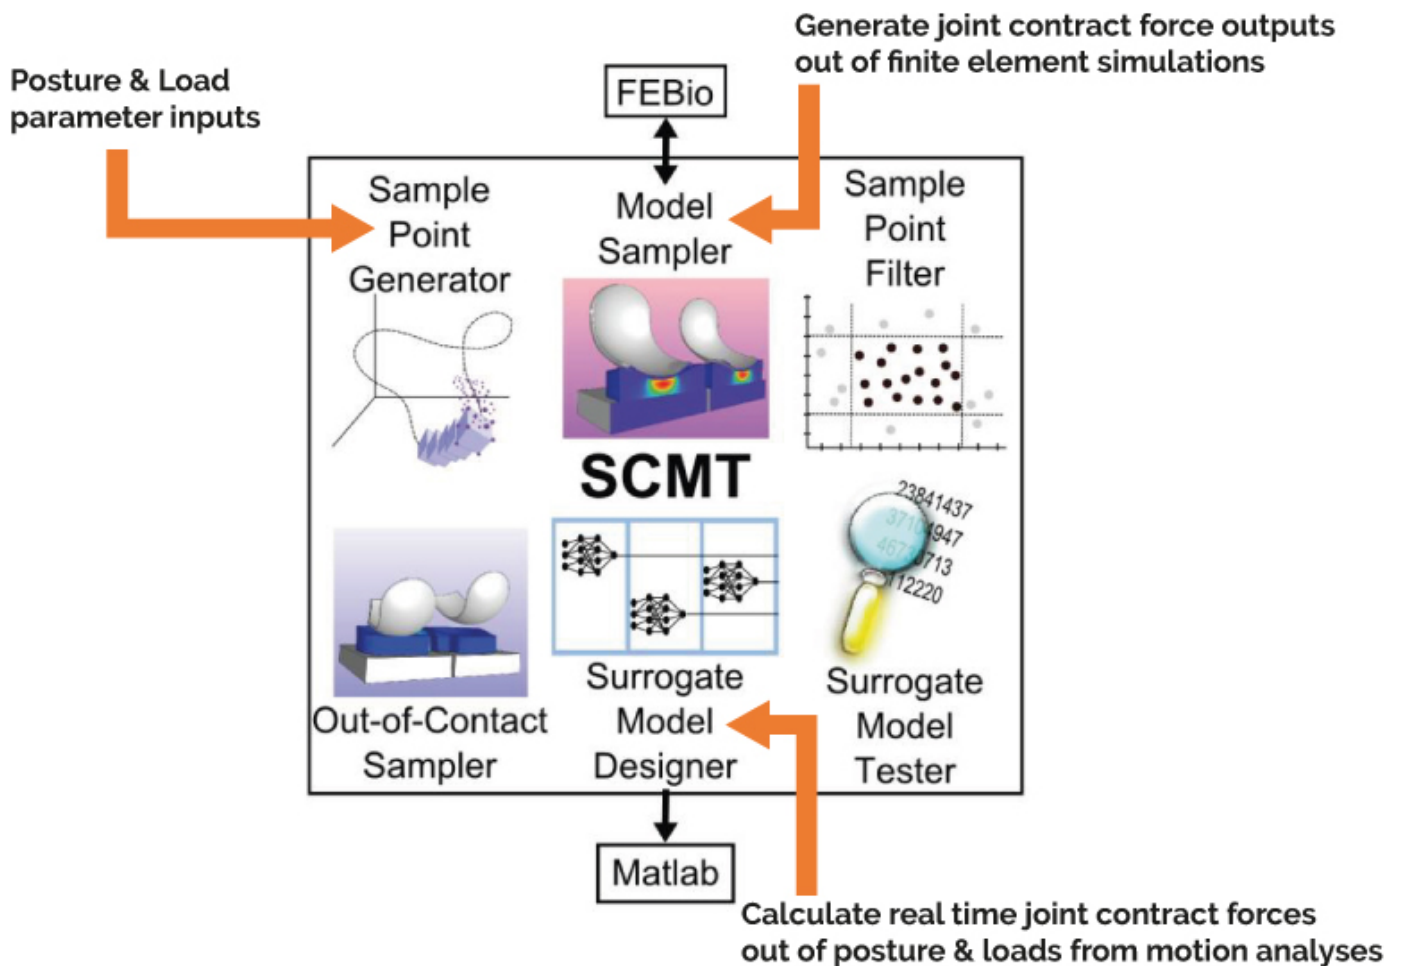 Generate joint contract force outputs
out of finite element simulations
Posture & Load
parameter inputs
FEBio
Sample
Point
Generator
Model
Sampler
Sample
Point
Filter
SCMT
23841437
37104947
112220
Out-of-Contact
Sampler
Surrogate
Model
Designer
Surrogate
Model
Tester
Matlab
Calculate real time joint contract forces
out of posture & loads from motion analyses